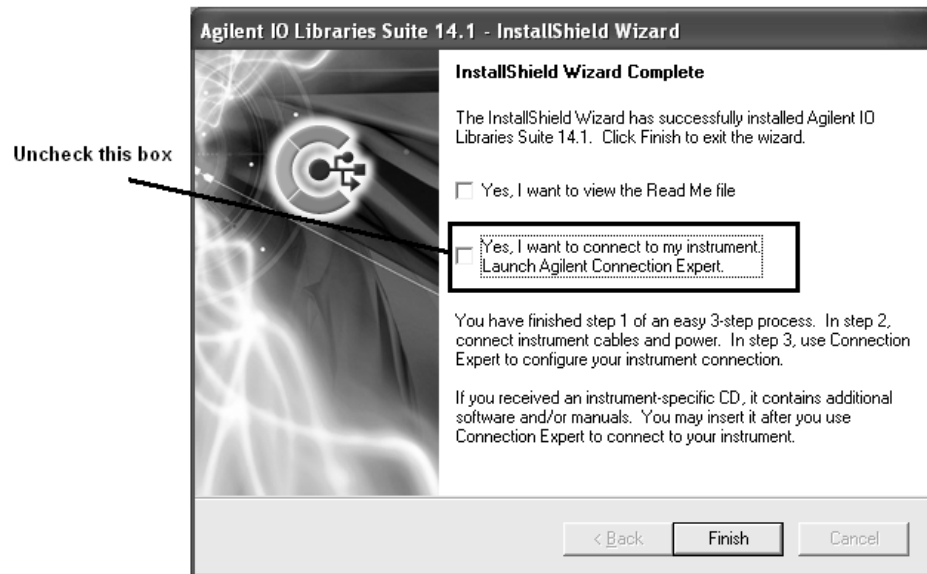 Agilent IO Libraries Suite 14.1 - InstallShield Wizard
InstallShield Wizard Complete
The InstallShield Wizard has successfully installed Agilent IO
Libraries Suite 14.1. Click Finish to exit the wizard.
Uncheck this box
Yes, I want to view the Read Me file
Yes, I want to connect to my instrument.
Launch Agilent Connection Expert.
You have finished step 1 of an easy 3-step process. In step 2,
connect instrument cables and power. In step 3, use Connection
Expert to configure your instrument connection.
If you received an instrument-specific CD, it contains additional
software and/or manuals. You may insert it after you use
Connection Expert to connect to your instrument.
< Back
Finish
Cancel